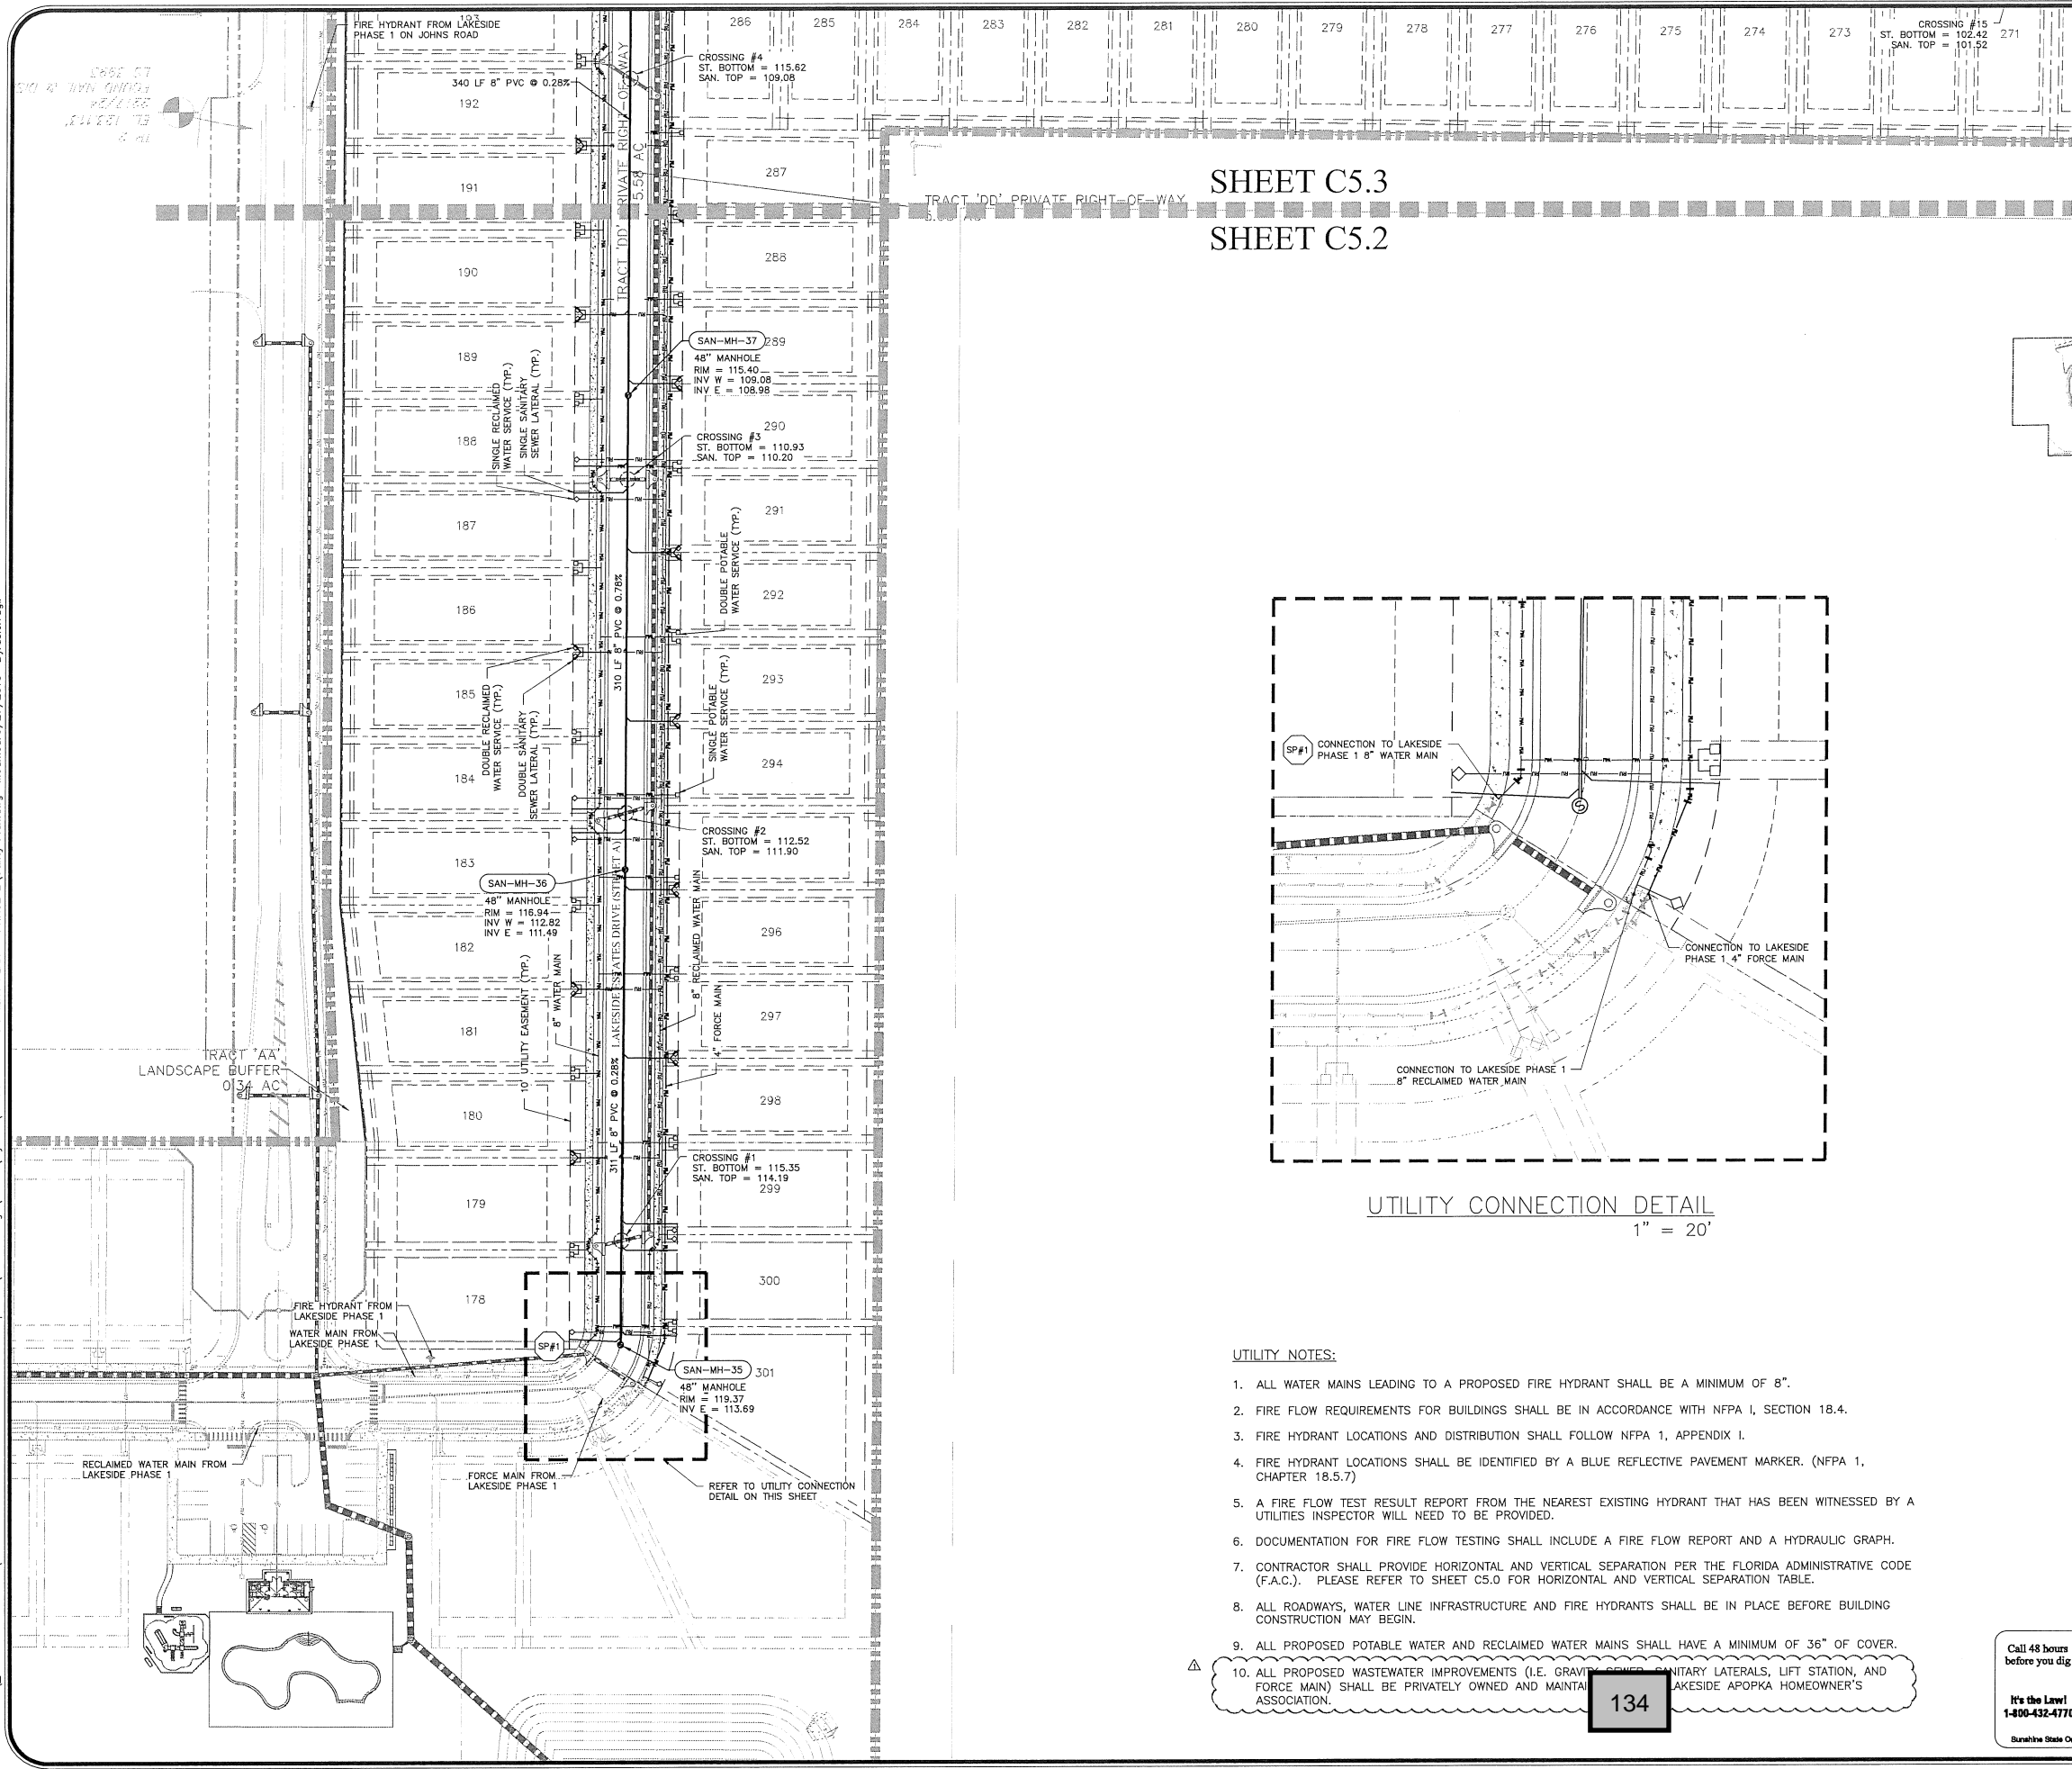 FIRE HYDRANT FROM LAKESIDE
PHASE 1 ON JOHNS ROAD
193
340 LF 8" PVC @ 0.28%
192
191
190
189
188
187
186
185
184
183
182
181
180
179
178
CROSSING #4
ST. BOTTOM = 115.62
SAN. TOP = 109.08
TRACT 'DD' PRIVATE RIGHT-OF-WAY
5.58 AC
286
285
284
283
282
281
280
279
278
277
276
275
274
273
271
CROSSING #15
ST. BOTTOM = 102.42
SAN. TOP = 101.52
287
TRACT 'DD' PRIVATE RIGHT-OF-WAY
SHEET C5.3
SHEET C5.2
288
289
290
291
292
293
294
296
297
298
299
300
301
SAN-MH-37
48" MANHOLE
RIM = 115.40
INV W = 109.08
INV E = 108.98
SINGLE RECLAIMED
WATER SERVICE (TYP.)
SINGLE SANITARY
SEWER LATERAL (TYP.)
CROSSING #3
ST. BOTTOM = 110.93
SAN. TOP = 110.20
DOUBLE POTABLE
WATER SERVICE (TYP.)
310 LF 8" PVC @ 0.78%
DOUBLE RECLAIMED
WATER SERVICE (TYP.)
DOUBLE SANITARY
SEWER LATERAL (TYP.)
SINGLE POTABLE
WATER SERVICE (TYP.)
CROSSING #2
ST. BOTTOM = 112.52
SAN. TOP = 111.90
SAN-MH-36
48" MANHOLE
RIM = 116.94
INV W = 112.82
INV E = 111.49
LAKESIDE ESTATES DRIVE (STREET A)
8" RECLAIMED WATER MAIN
10' UTILITY EASEMENT (TYP.)
8" WATER MAIN
4" FORCE MAIN
311 LF 8" PVC @ 0.28%
TRACT 'AA'
LANDSCAPE BUFFER
0.34 AC
CROSSING #1
ST. BOTTOM = 115.35
SAN. TOP = 114.19
FIRE HYDRANT FROM
LAKESIDE PHASE 1
WATER MAIN FROM
LAKESIDE PHASE 1
SP#1
SAN-MH-35
48" MANHOLE
RIM = 119.37
INV E = 113.69
RECLAIMED WATER MAIN FROM
LAKESIDE PHASE 1
FORCE MAIN FROM
LAKESIDE PHASE 1
REFER TO UTILITY CONNECTION
DETAIL ON THIS SHEET
SP#1
CONNECTION TO LAKESIDE
PHASE 1 8" WATER MAIN
S
CONNECTION TO LAKESIDE
PHASE 1 4" FORCE MAIN
CONNECTION TO LAKESIDE PHASE 1
8" RECLAIMED WATER MAIN
UTILITY CONNECTION DETAIL
1" = 20'
UTILITY NOTES:
1. ALL WATER MAINS LEADING TO A PROPOSED FIRE HYDRANT SHALL BE A MINIMUM OF 8".
2. FIRE FLOW REQUIREMENTS FOR BUILDINGS SHALL BE IN ACCORDANCE WITH NFPA I, SECTION 18.4.
3. FIRE HYDRANT LOCATIONS AND DISTRIBUTION SHALL FOLLOW NFPA 1, APPENDIX I.
4. FIRE HYDRANT LOCATIONS SHALL BE IDENTIFIED BY A BLUE REFLECTIVE PAVEMENT MARKER. (NFPA 1,
CHAPTER 18.5.7)
5. A FIRE FLOW TEST RESULT REPORT FROM THE NEAREST EXISTING HYDRANT THAT HAS BEEN WITNESSED BY A
UTILITIES INSPECTOR WILL NEED TO BE PROVIDED.
6. DOCUMENTATION FOR FIRE FLOW TESTING SHALL INCLUDE A FIRE FLOW REPORT AND A HYDRAULIC GRAPH.
7. CONTRACTOR SHALL PROVIDE HORIZONTAL AND VERTICAL SEPARATION PER THE FLORIDA ADMINISTRATIVE CODE
(F.A.C.). PLEASE REFER TO SHEET C5.0 FOR HORIZONTAL AND VERTICAL SEPARATION TABLE.
8. ALL ROADWAYS, WATER LINE INFRASTRUCTURE AND FIRE HYDRANTS SHALL BE IN PLACE BEFORE BUILDING
CONSTRUCTION MAY BEGIN.
9. ALL PROPOSED POTABLE WATER AND RECLAIMED WATER MAINS SHALL HAVE A MINIMUM OF 36" OF COVER.
10. ALL PROPOSED WASTEWATER IMPROVEMENTS (I.E. GRAVITY SEWER, SANITARY LATERALS, LIFT STATION, AND
FORCE MAIN) SHALL BE PRIVATELY OWNED AND MAINTAI AKESIDE APOPKA HOMEOWNER'S
ASSOCIATION.
134
Call 48 hours
before you dig
It's the Law!
1-800-432-4770
Sunshine State O